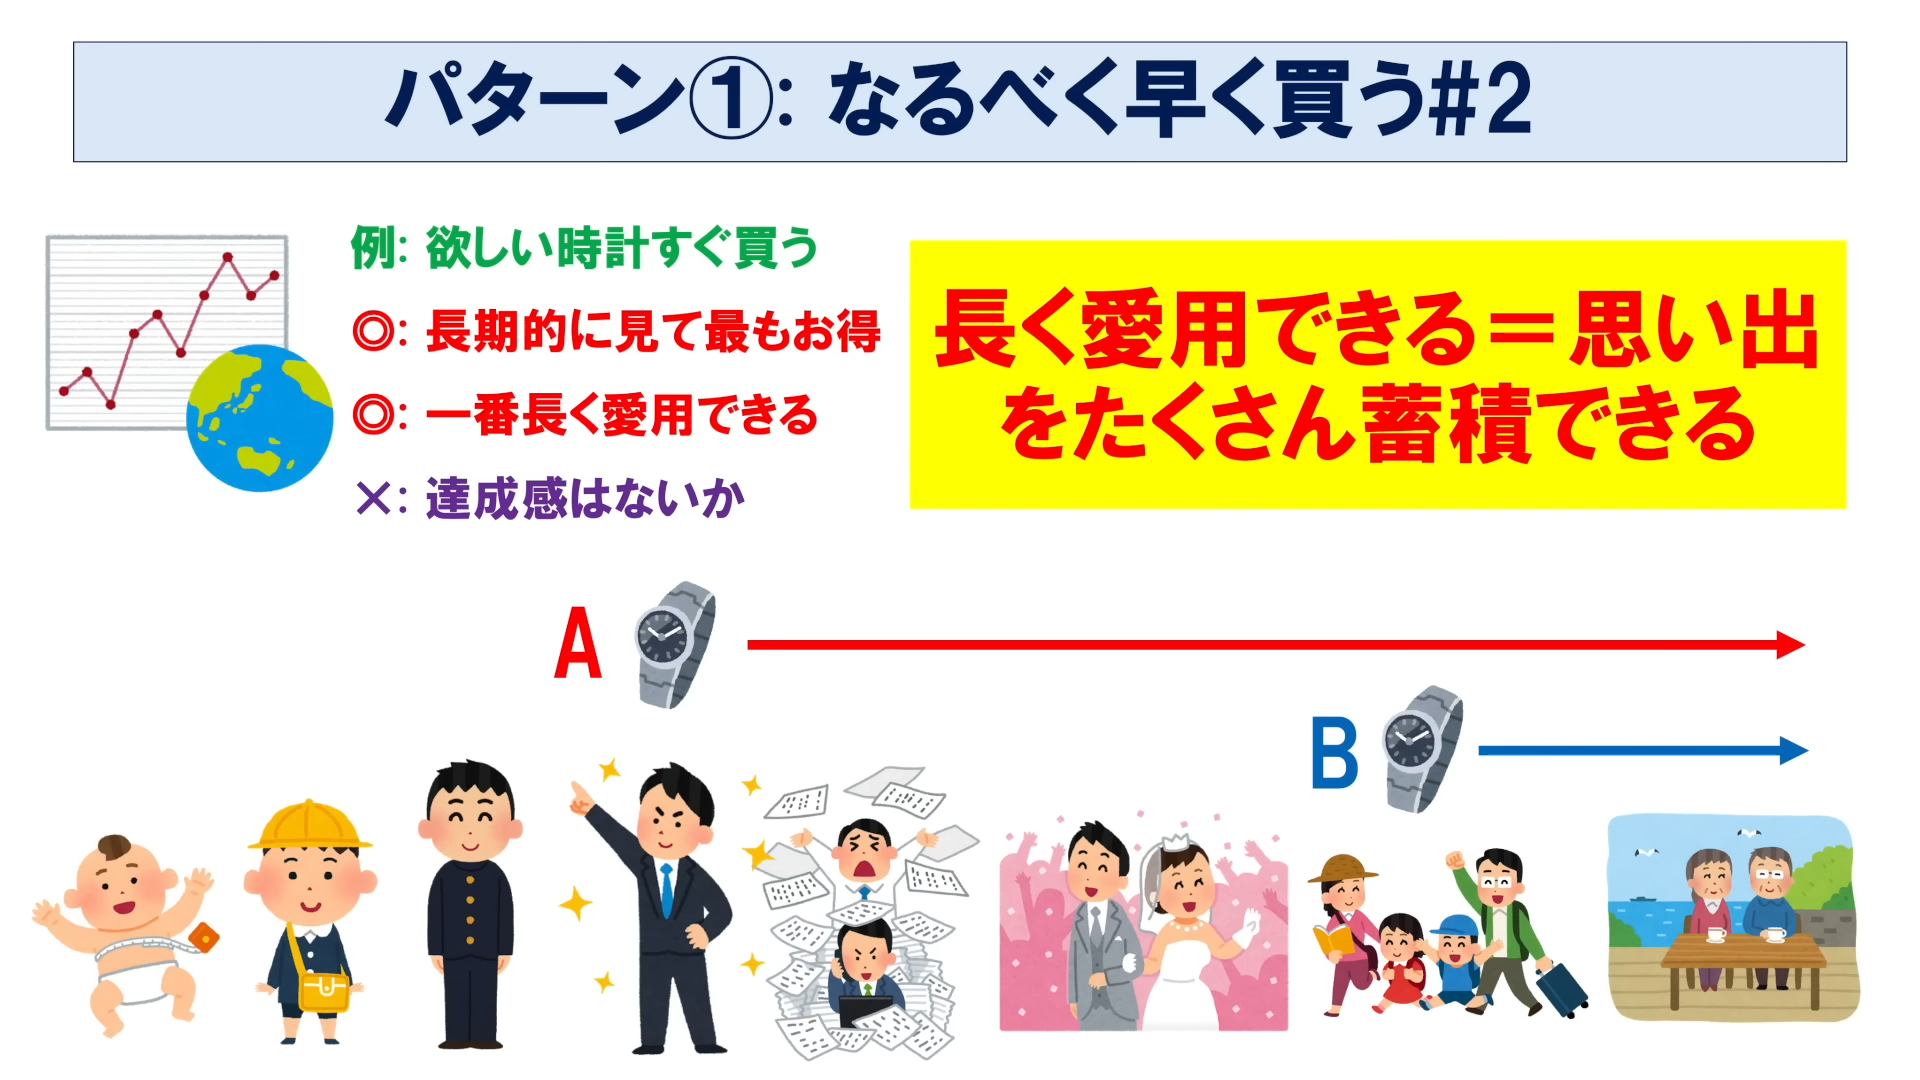 パターン①: なるべく早く買う#2
例: 欲しい時計すぐ買う
◎: 長期的に見て最もお得
◎: 一番長く愛用できる
×: 達成感はないか
長く愛用できる＝思い出
をたくさん蓄積できる
A
B